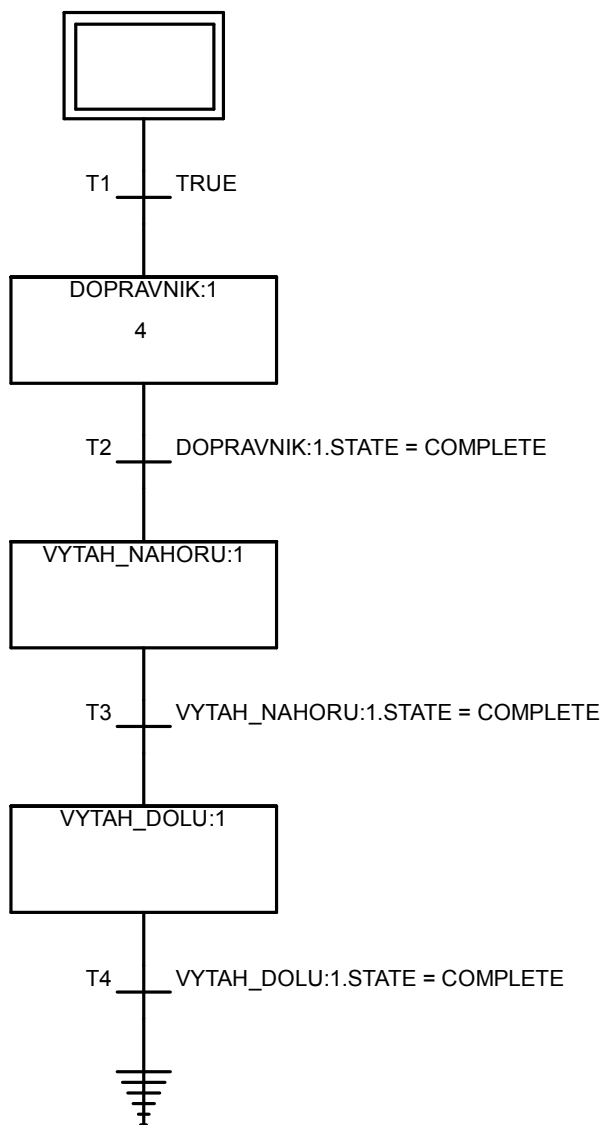 T1 TRUE
DOPRAVNIK:1
4
T2 DOPRAVNIK:1.STATE = COMPLETE
VYTAH_NAHORU:1
T3 VYTAH_NAHORU:1.STATE = COMPLETE
VYTAH_DOLU:1
T4 VYTAH_DOLU:1.STATE = COMPLETE